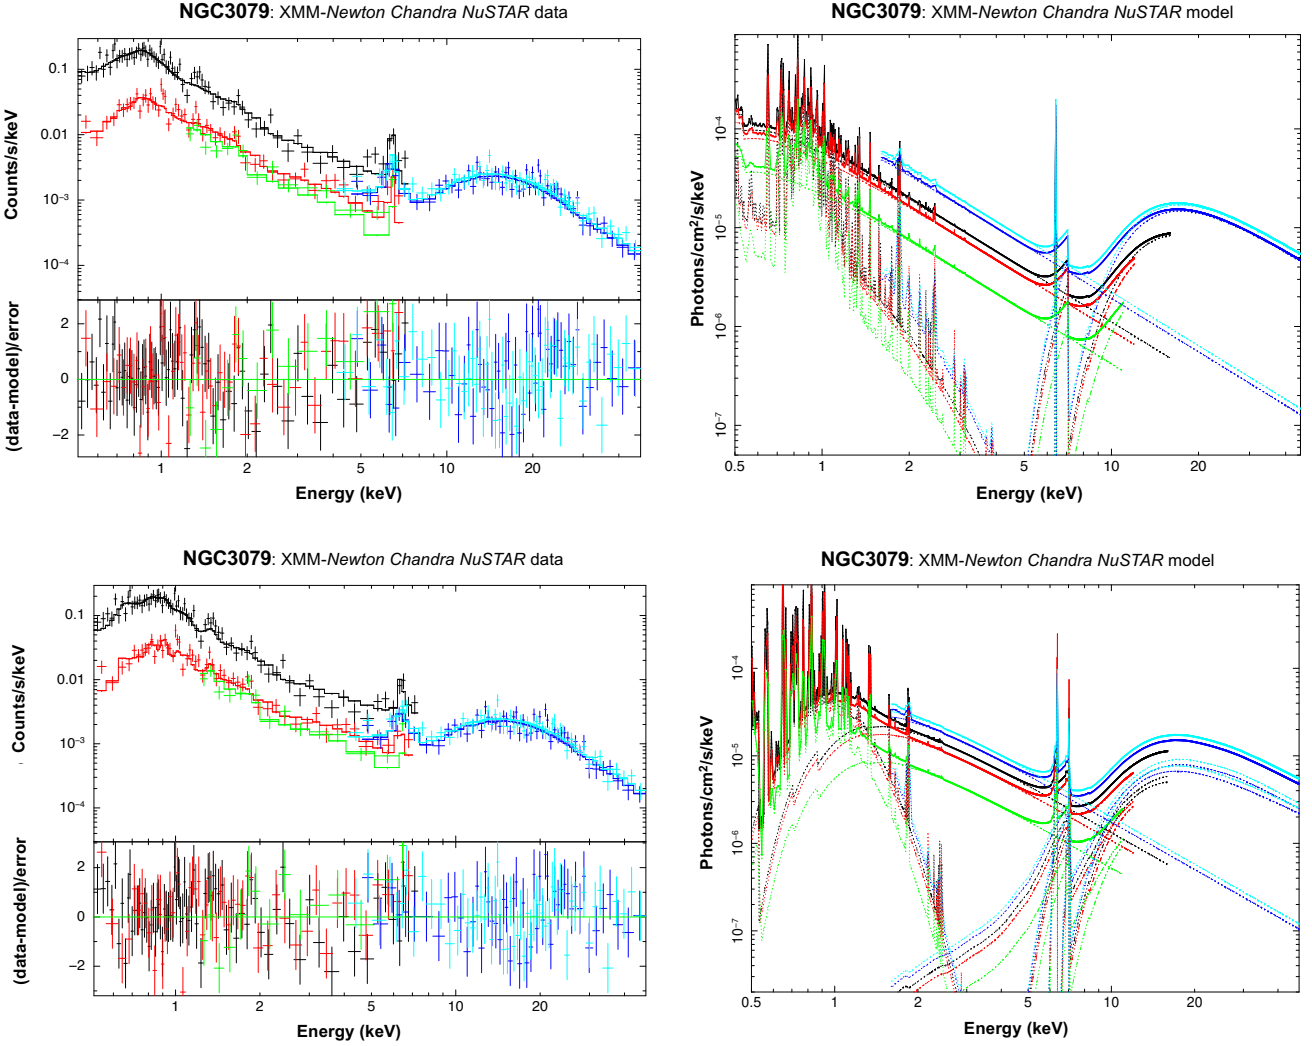 NGC3079: XMM-Newton Chandra NuSTAR data
NGC3079: XMM-Newton Chandra NuSTAR model
Counts/s/keV
0.1
0.01
10⁻³
10⁻⁴
(data-model)/error
2
0
−2
1 2 5 10 20
Energy (keV)
Photons/cm²/s/keV
10⁻⁴
10⁻⁵
10⁻⁶
10⁻⁷
0.5 1 2 5 10 20
Energy (keV)
NGC3079: XMM-Newton Chandra NuSTAR data
NGC3079: XMM-Newton Chandra NuSTAR model
Counts/s/keV
0.1
0.01
10⁻³
10⁻⁴
(data-model)/error
2
0
−2
1 2 5 10 20
Energy (keV)
Photons/cm²/s/keV
10⁻⁴
10⁻⁵
10⁻⁶
10⁻⁷
0.5 1 2 5 10 20
Energy (keV)